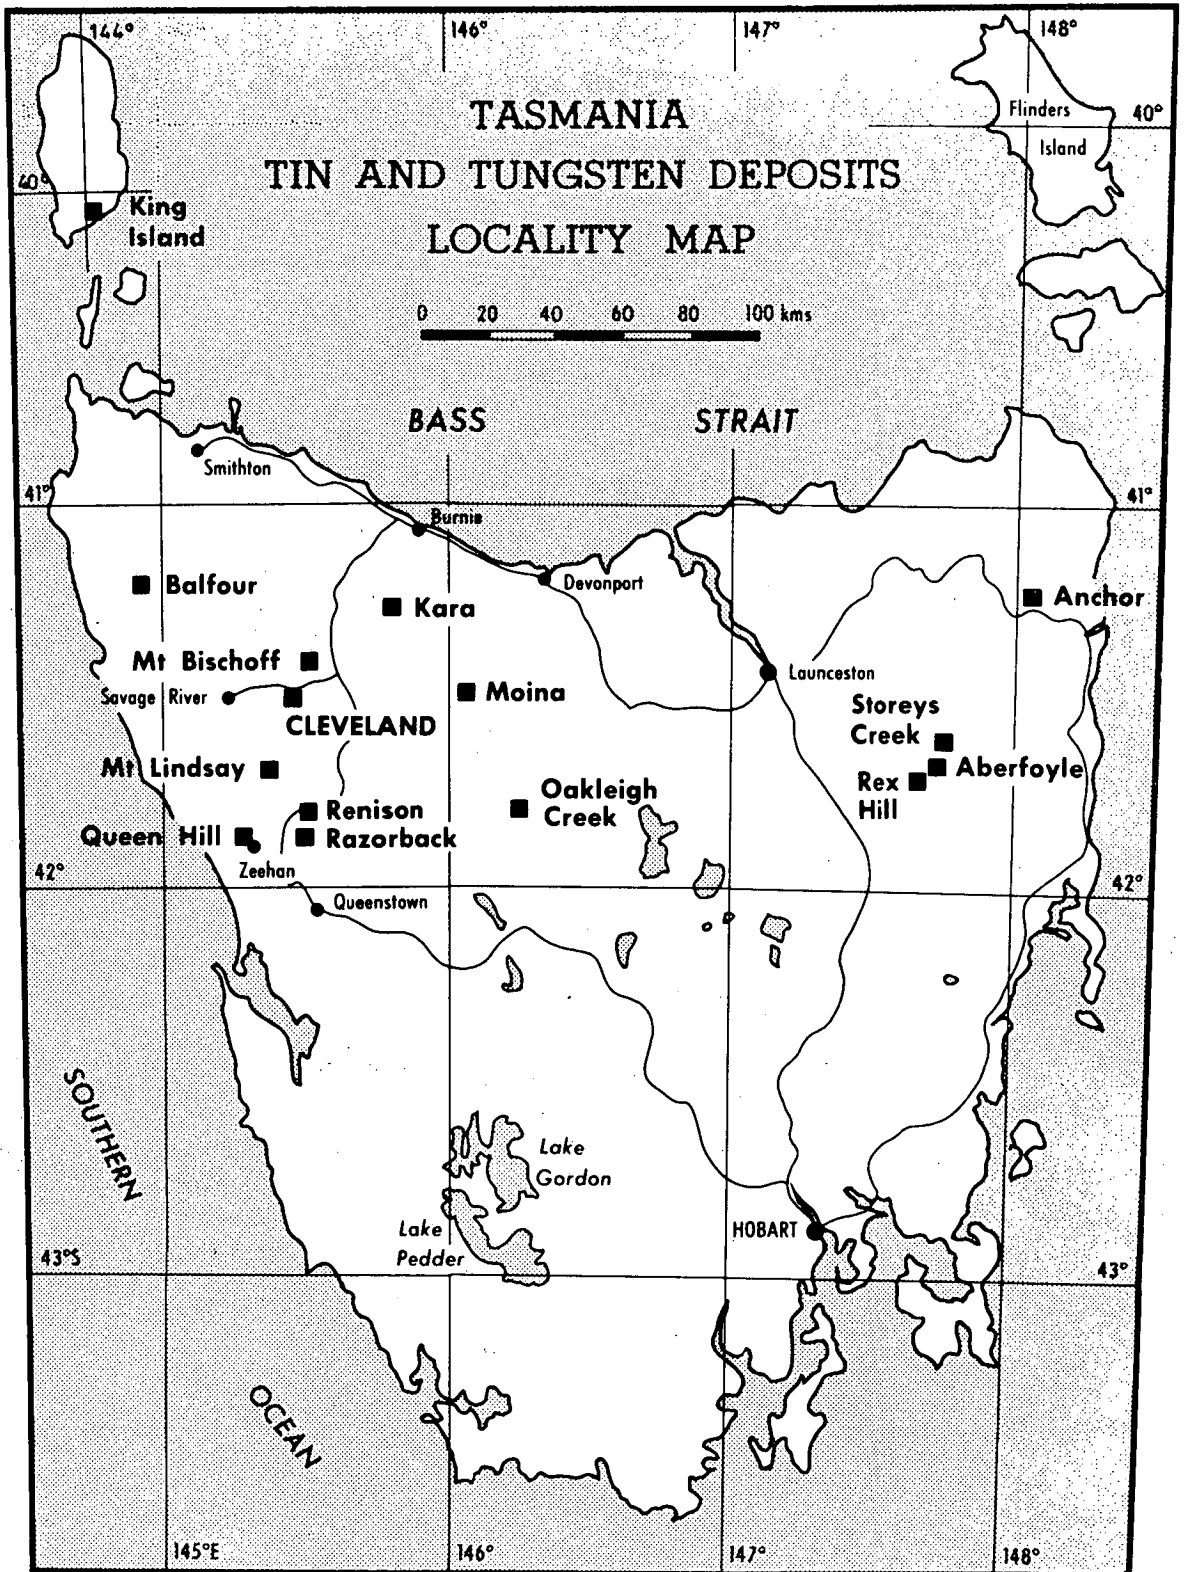 144°
146°
147°
148°
TASMANIA
TIN AND TUNGSTEN DEPOSITS
LOCALITY MAP
Flinders
Island
40°
40°
King
Island
0 20 40 60 80 100 kms
BASS STRAIT
Smithton
41°
41°
Burnie
Devonport
Balfour
Kara
Anchor
Mt Bischoff
Savage River
CLEVELAND
Moina
Launceston
Storeys
Creek
Mt Lindsay
Aberfoyle
Rex
Hill
Oakleigh
Creek
Renison
Razorback
Queen Hill
Zeehan
42°
42°
Queenstown
SOUTHERN
Lake
Gordon
Lake
Pedder
HOBART
43°S
43°
OCEAN
145°E
146°
147°
148°